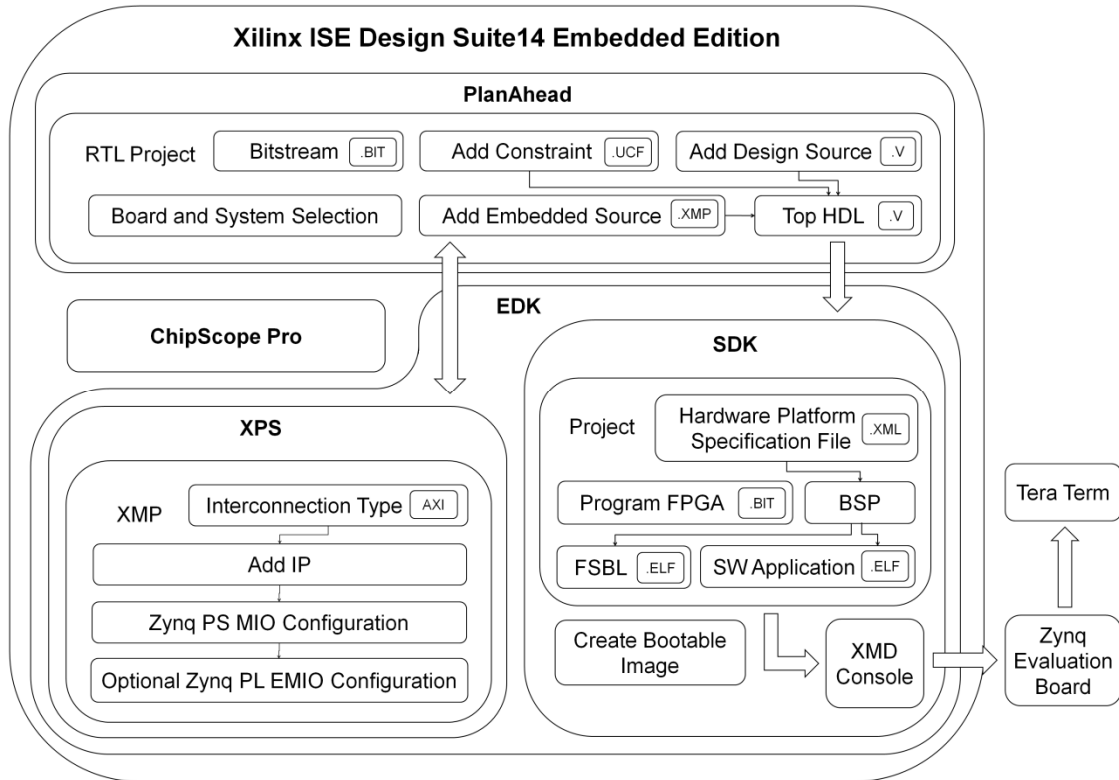 Xilinx ISE Design Suite14 Embedded Edition
PlanAhead
RTL Project
Bitstream .BIT
Add Constraint .UCF
Add Design Source .V
Board and System Selection
Add Embedded Source .XMP
Top HDL .V
ChipScope Pro
EDK
XPS
XMP
Interconnection Type AXI
Add IP
Zynq PS MIO Configuration
Optional Zynq PL EMIO Configuration
SDK
Project
Hardware Platform
Specification File .XML
Program FPGA .BIT
BSP
FSBL .ELF
SW Application .ELF
Create Bootable
Image
XMD
Console
Tera Term
Zynq
Evaluation
Board